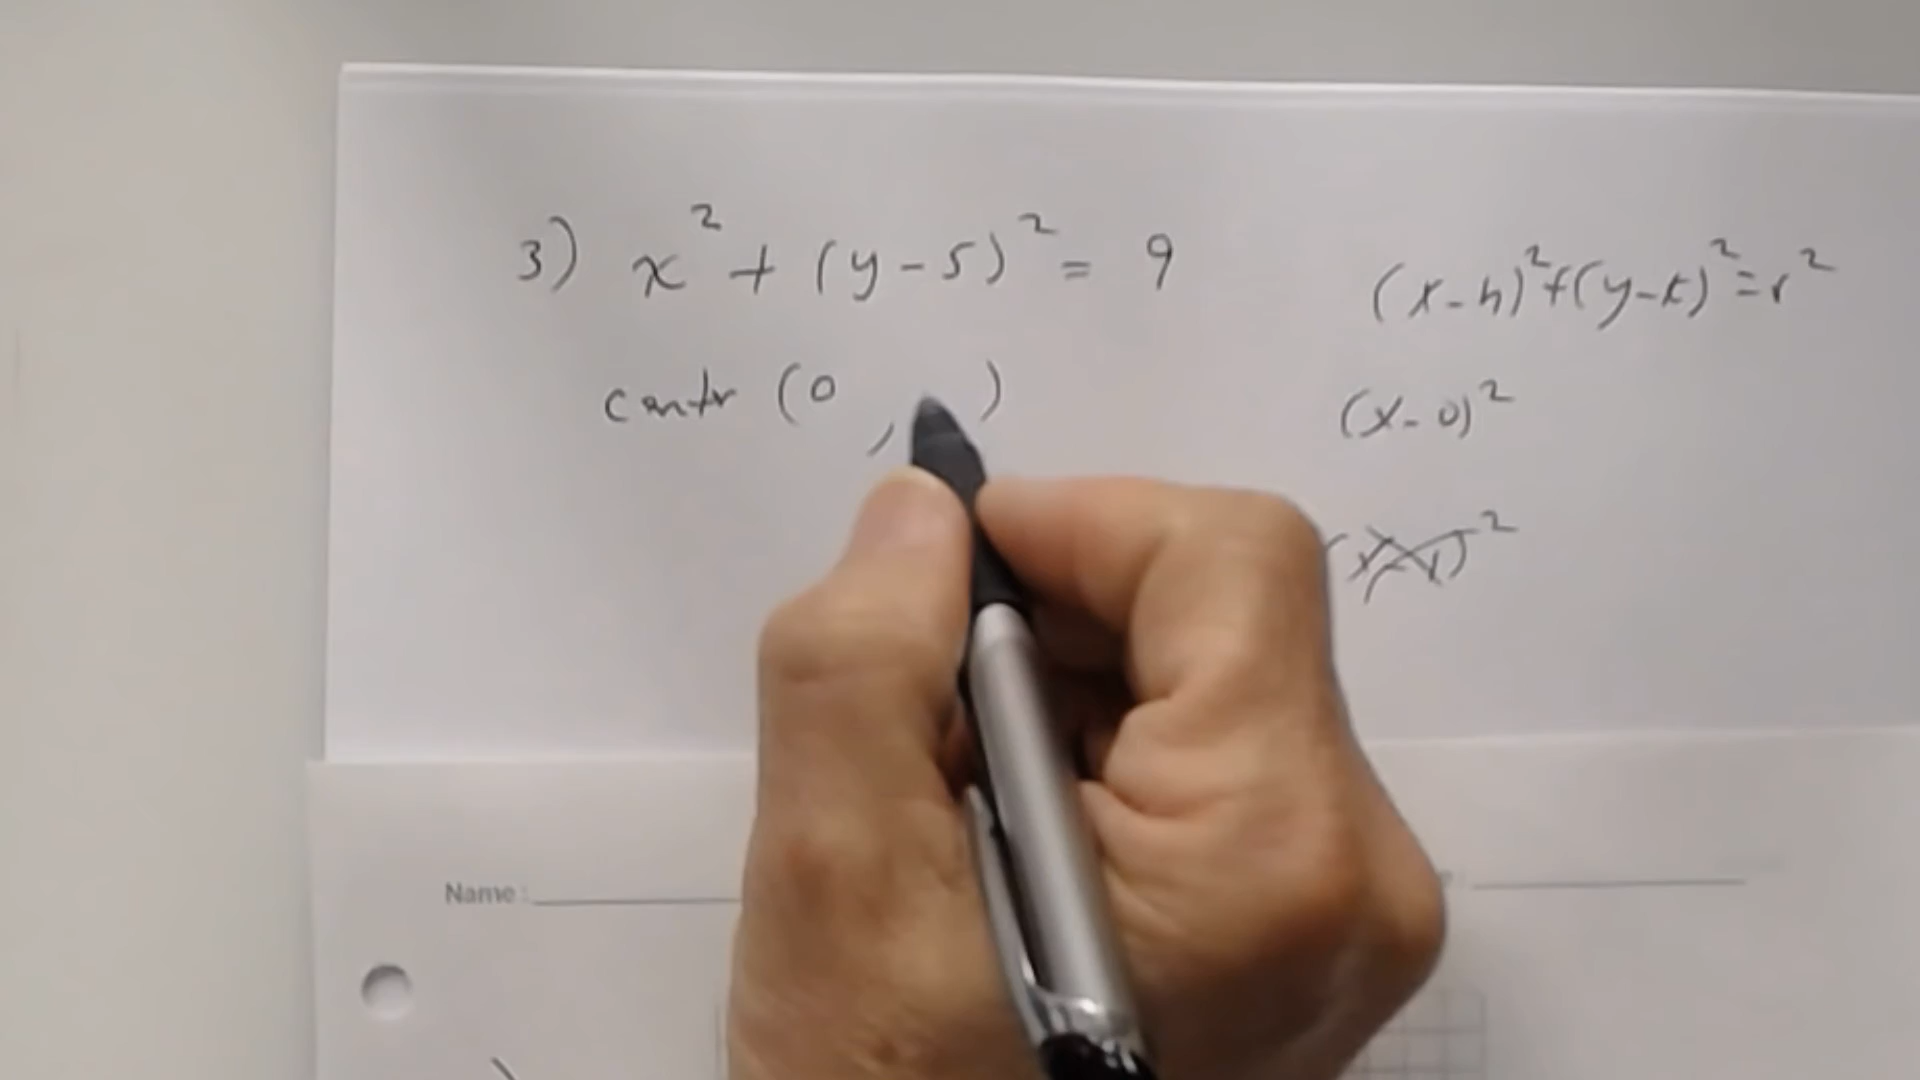 3) x² + (y-5)² = 9
(x-h)²+(y-k)²=r²
centr (0 , )
(x-0)²
Name: